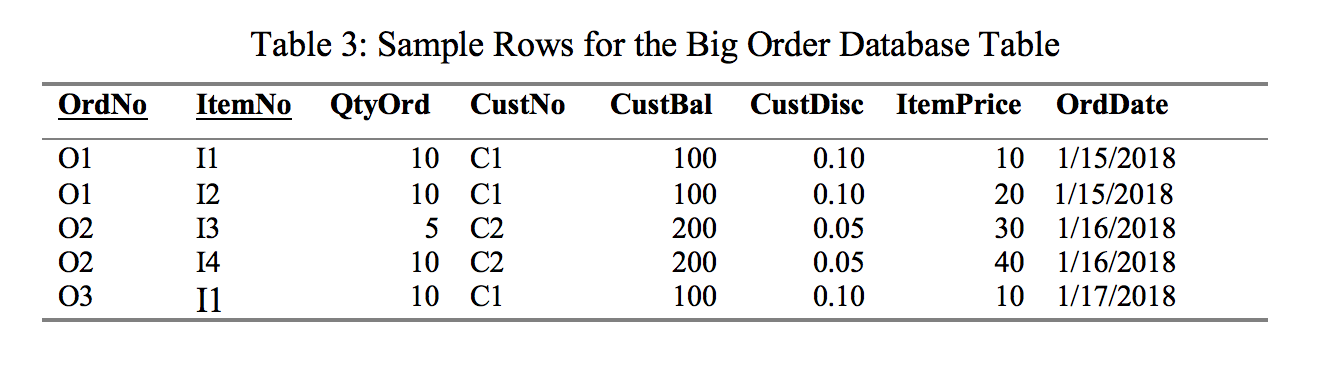 Table 3: Sample Rows for the Big Order Database Table
OrdNo ItemNo QtyOrd CustNo CustBal CustDisc ItemPrice OrdDate
O1 I1 10 C1 100 0.10 10 1/15/2018
O1 I2 10 C1 100 0.10 20 1/15/2018
O2 I3 5 C2 200 0.05 30 1/16/2018
O2 I4 10 C2 200 0.05 40 1/16/2018
O3 I1 10 C1 100 0.10 10 1/17/2018